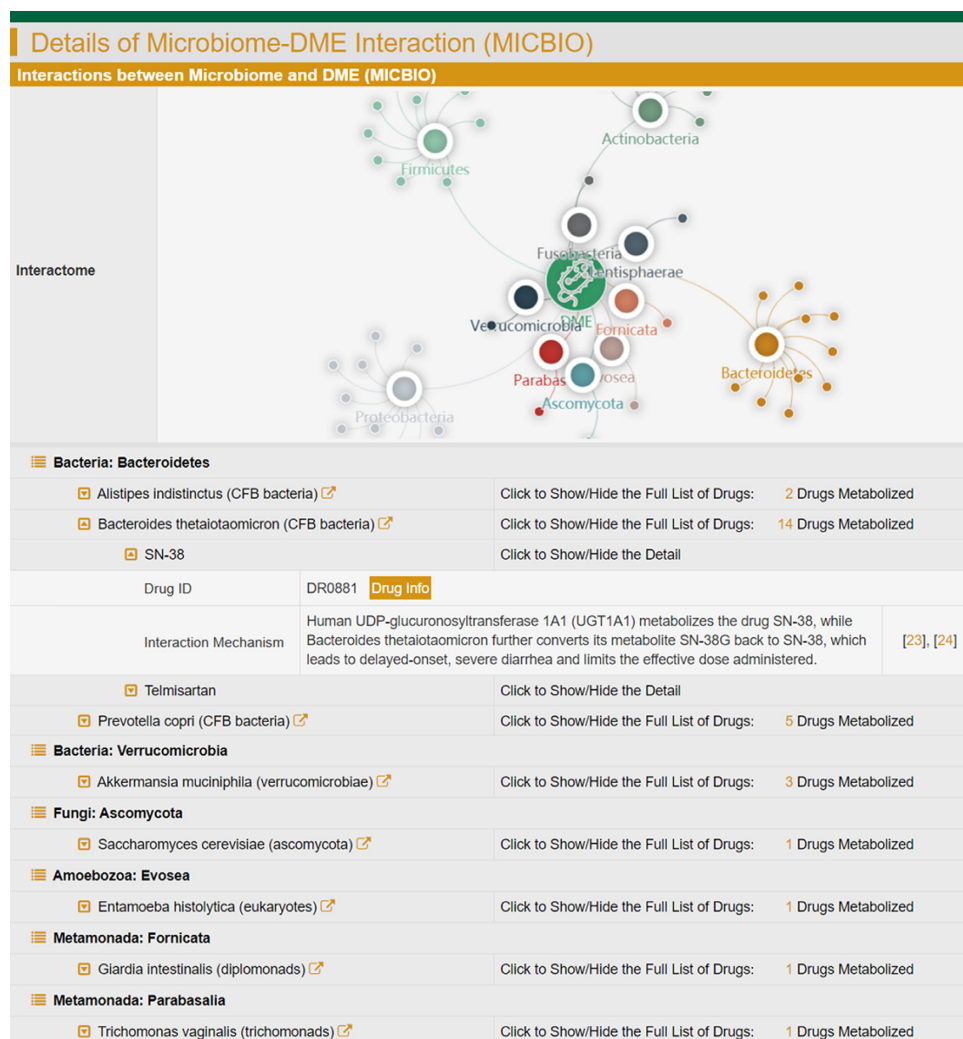 Details of Microbiome-DME Interaction (MICBIO)
Interactions between Microbiome and DME (MICBIO)
Interactome
Actinobacteria
Firmicutes
Fusobacteria
Lentisphaerae
DME
Verrucomicrobia
Fornicata
Bacteroidetes
Parabas
vosea
Ascomycota
Proteobacteria
Bacteria: Bacteroidetes
Alistipes indistinctus (CFB bacteria) Click to Show/Hide the Full List of Drugs: 2 Drugs Metabolized
Bacteroides thetaiotaomicron (CFB bacteria) Click to Show/Hide the Full List of Drugs: 14 Drugs Metabolized
SN-38 Click to Show/Hide the Detail
Drug ID DR0881 Drug Info
Interaction Mechanism
Human UDP-glucuronosyltransferase 1A1 (UGT1A1) metabolizes the drug SN-38, while
Bacteroides thetaiotaomicron further converts its metabolite SN-38G back to SN-38, which
leads to delayed-onset, severe diarrhea and limits the effective dose administered.
[23], [24]
Telmisartan Click to Show/Hide the Detail
Prevotella copri (CFB bacteria) Click to Show/Hide the Full List of Drugs: 5 Drugs Metabolized
Bacteria: Verrucomicrobia
Akkermansia muciniphila (verrucomicrobiae) Click to Show/Hide the Full List of Drugs: 3 Drugs Metabolized
Fungi: Ascomycota
Saccharomyces cerevisiae (ascomycota) Click to Show/Hide the Full List of Drugs: 1 Drugs Metabolized
Amoebozoa: Evosea
Entamoeba histolytica (eukaryotes) Click to Show/Hide the Full List of Drugs: 1 Drugs Metabolized
Metamonada: Fornicata
Giardia intestinalis (diplomonads) Click to Show/Hide the Full List of Drugs: 1 Drugs Metabolized
Metamonada: Parabasalia
Trichomonas vaginalis (trichomonads) Click to Show/Hide the Full List of Drugs: 1 Drugs Metabolized